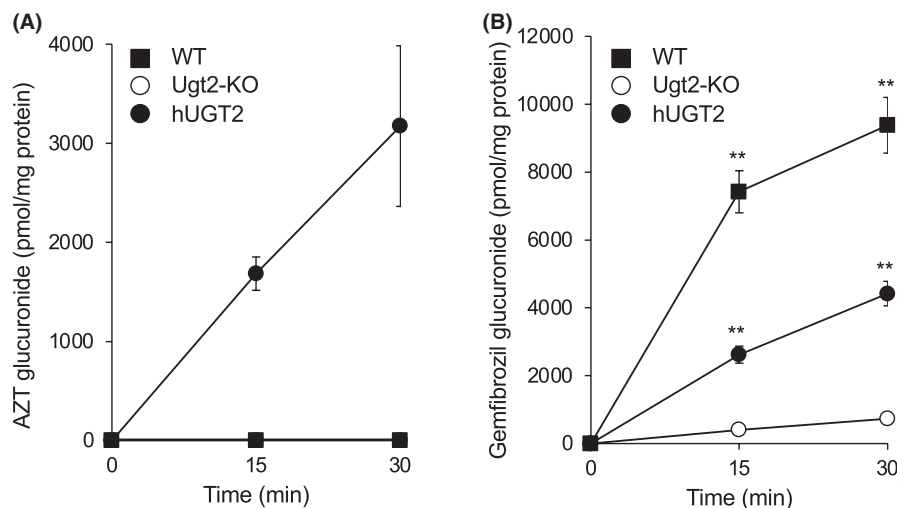 (A)
AZT glucuronide (pmol/mg protein)
4000
3000
2000
1000
0
WT
Ugt2-KO
hUGT2
0 15 30
Time (min)
(B)
Gemfibrozil glucuronide (pmol/mg protein)
12000
10000
8000
6000
4000
2000
0
WT
Ugt2-KO
hUGT2
**
**
**
**
0 15 30
Time (min)